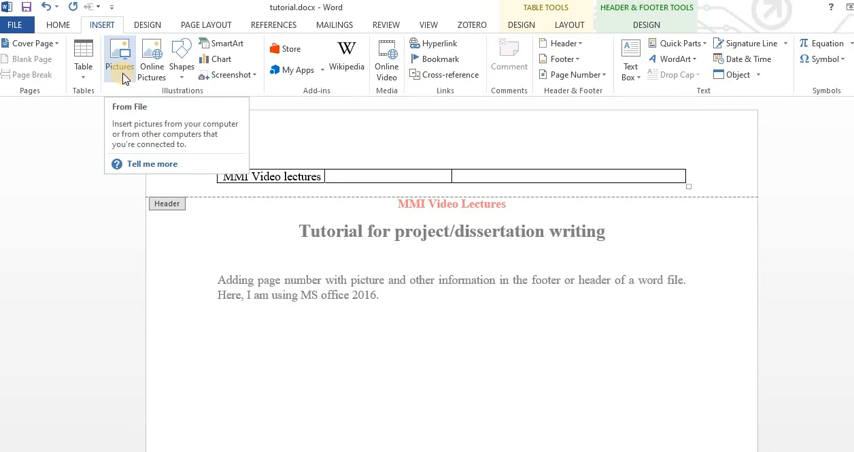 tutorial.docx - Word
TABLE TOOLS
HEADER & FOOTER TOOLS
?
FILE
HOME
INSERT
DESIGN
PAGE LAYOUT
REFERENCES
MAILINGS
REVIEW
VIEW
ZOTERO
DESIGN
LAYOUT
DESIGN
Cover Page
Blank Page
Page Break
Pages
Table
Tables
Pictures
Online
Pictures
Shapes
SmartArt
Chart
Screenshot
Illustrations
Store
My Apps
W
Wikipedia
Add-ins
Online
Video
Media
Hyperlink
Bookmark
Cross-reference
Links
Comment
Comments
Header
Footer
Page Number
Header & Footer
Text
Box
Quick Parts
WordArt
Drop Cap
Signature Line
Date & Time
Object
Text
Equation
Symbol
Symbols
From File
Insert pictures from your computer
or from other computers that
you're connected to.
? Tell me more
MMI Video lectures
Header
MMI Video Lectures
Tutorial for project/dissertation writing
Adding page number with picture and other information in the footer or header of a word file.
Here, I am using MS office 2016.